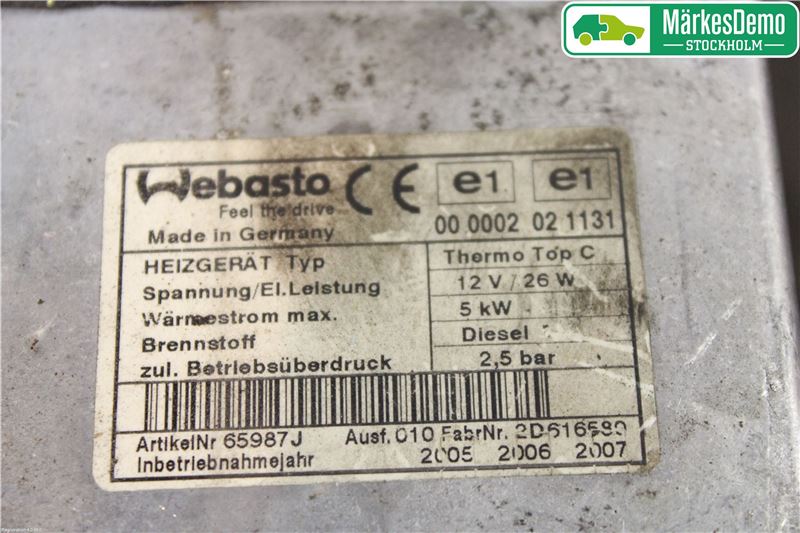 MärkesDemo
STOCKHOLM
Webasto CE e1 e1
Feel the drive
Made in Germany 00 0002 02 1131
HEIZGERÄT Typ Thermo Top C
Spannung/El.Leistung 12 V / 26 W
Wärmestrom max. 5 kW
Brennstoff Diesel
zul. Betriebsüberdruck 2,5 bar
ArtikelNr 65987J Ausf. 010 FabrNr.
Inbetriebnahmejahr 2005 2006 2007